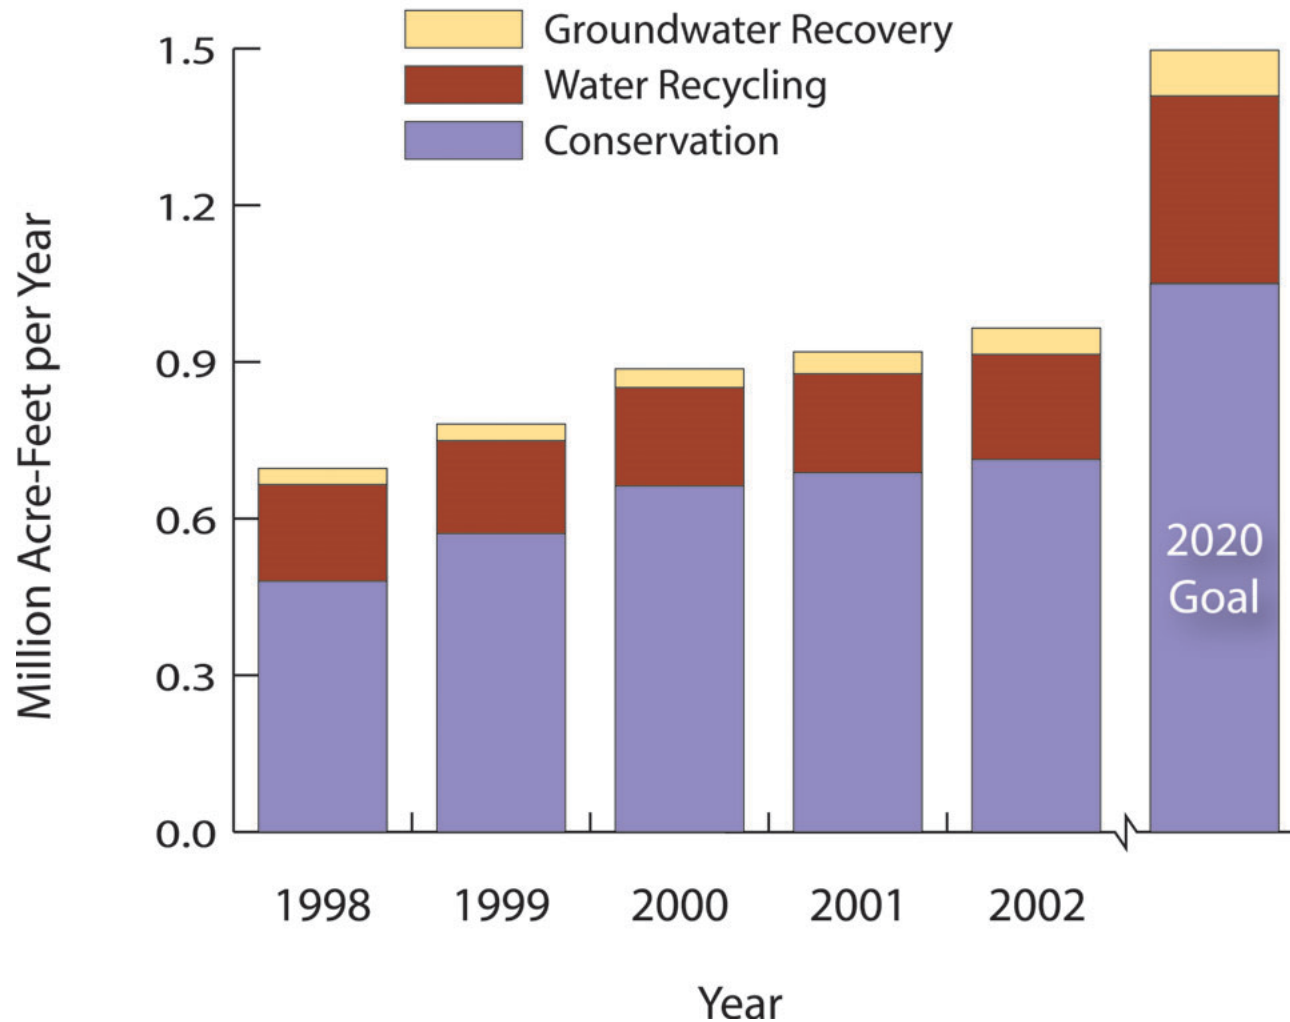 Groundwater Recovery
Water Recycling
Conservation
Million Acre-Feet per Year
1.5
1.2
0.9
0.6
0.3
0.0
2020
Goal
1998 1999 2000 2001 2002
Year